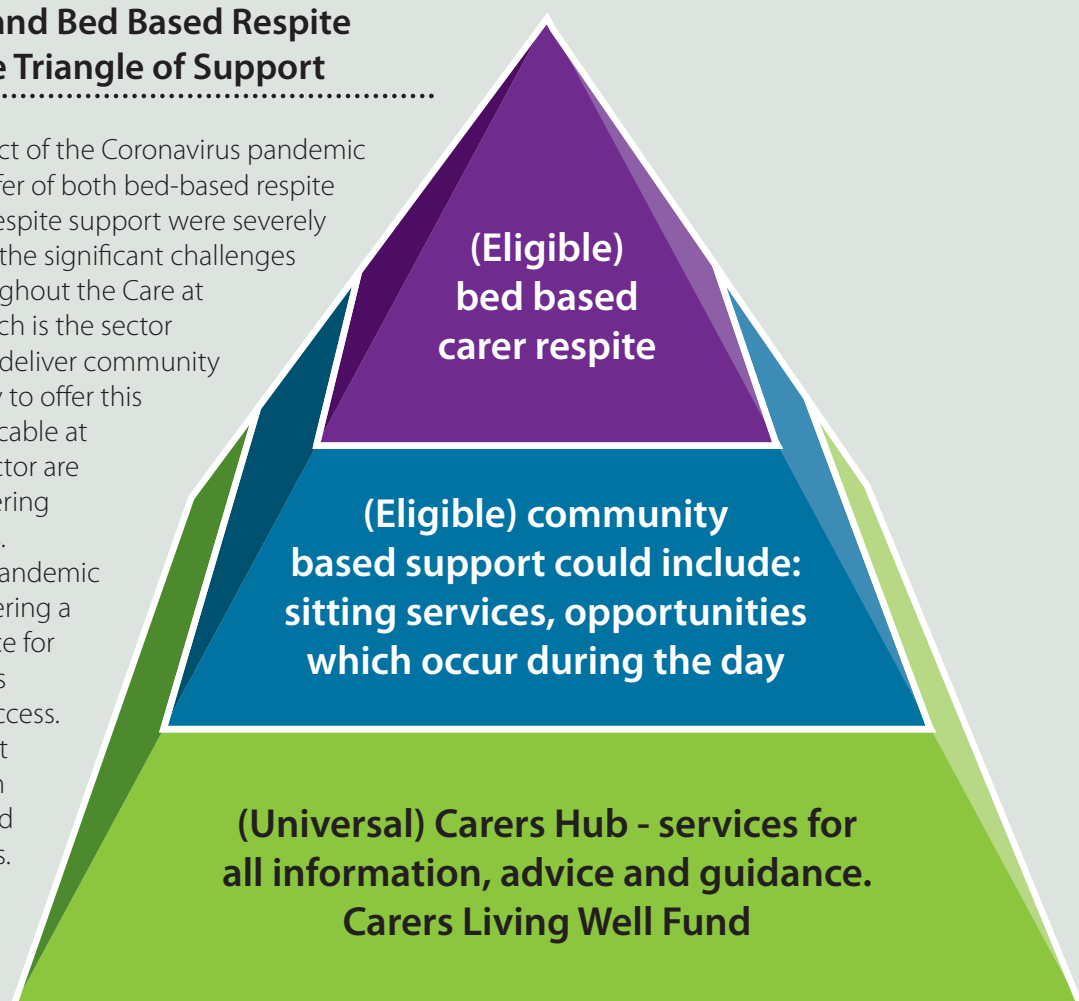 and Bed Based Respite
e Triangle of Support
ct of the Coronavirus pandemic
fer of both bed-based respite
espite support were severely
the significant challenges
ghout the Care at
ch is the sector
deliver community
y to offer this
cable at
ctor are
ering
.
andemic
ering a
ce for
s
ccess.
t
n
d
s.
(Eligible)
bed based
carer respite
(Eligible) community
based support could include:
sitting services, opportunities
which occur during the day
(Universal) Carers Hub - services for
all information, advice and guidance.
Carers Living Well Fund